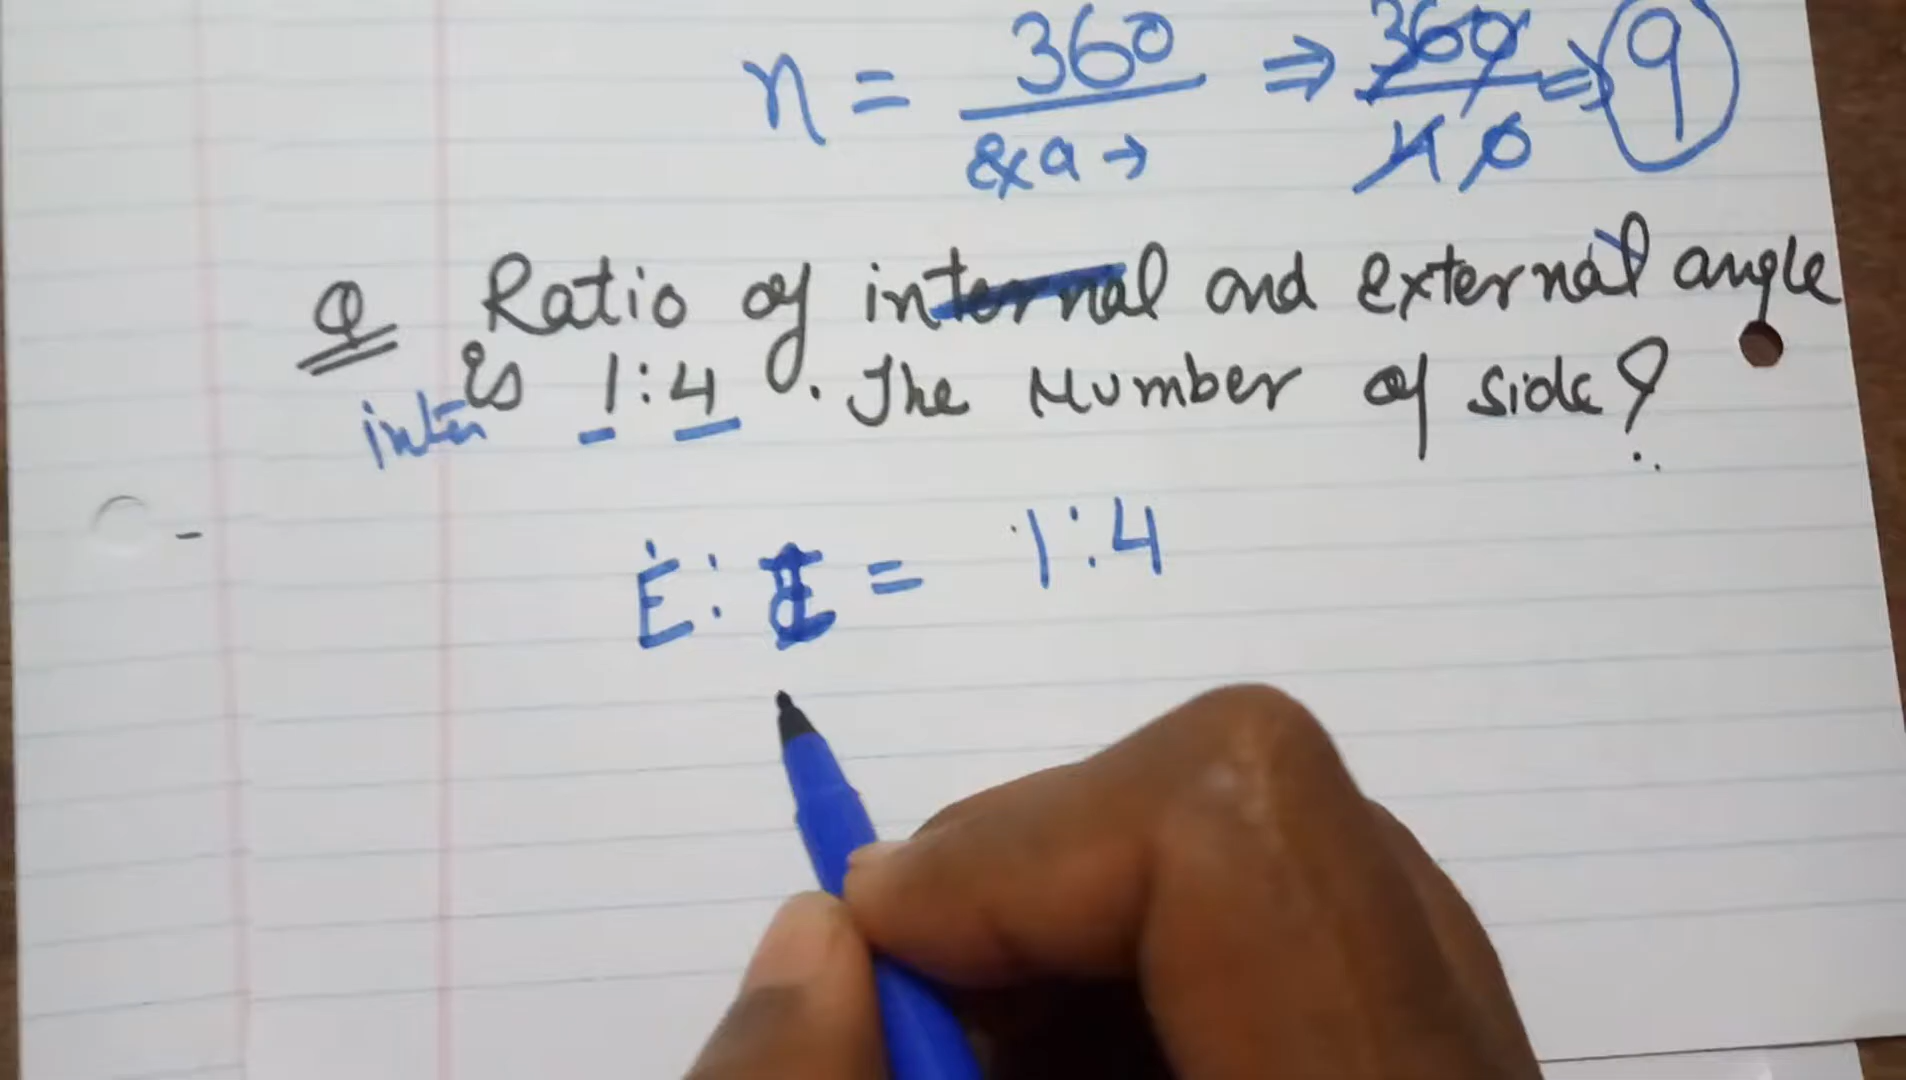 n = 360 / exa → ⇒ 360 / 40 ⇒ 9
Q Ratio of internal and external angle
is 1:4. The Number of side?
inten
E : I = 1:4